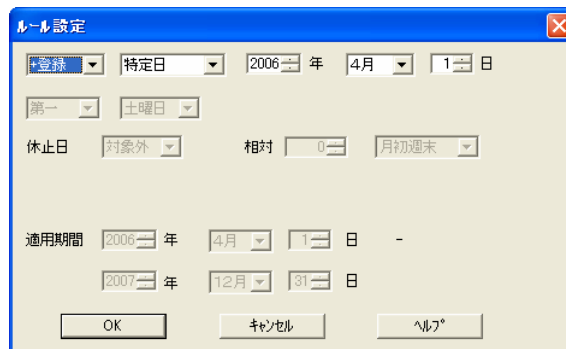 ルール設定
+登録 特定日 2006 年 4月 1 日
第一 土曜日
休止日 対象外 相対 0 月初週末
適用期間 2006 年 4月 1 日 -
2007 年 12月 31 日
OK ｷｬﾝｾﾙ ﾍﾙﾌﾟ